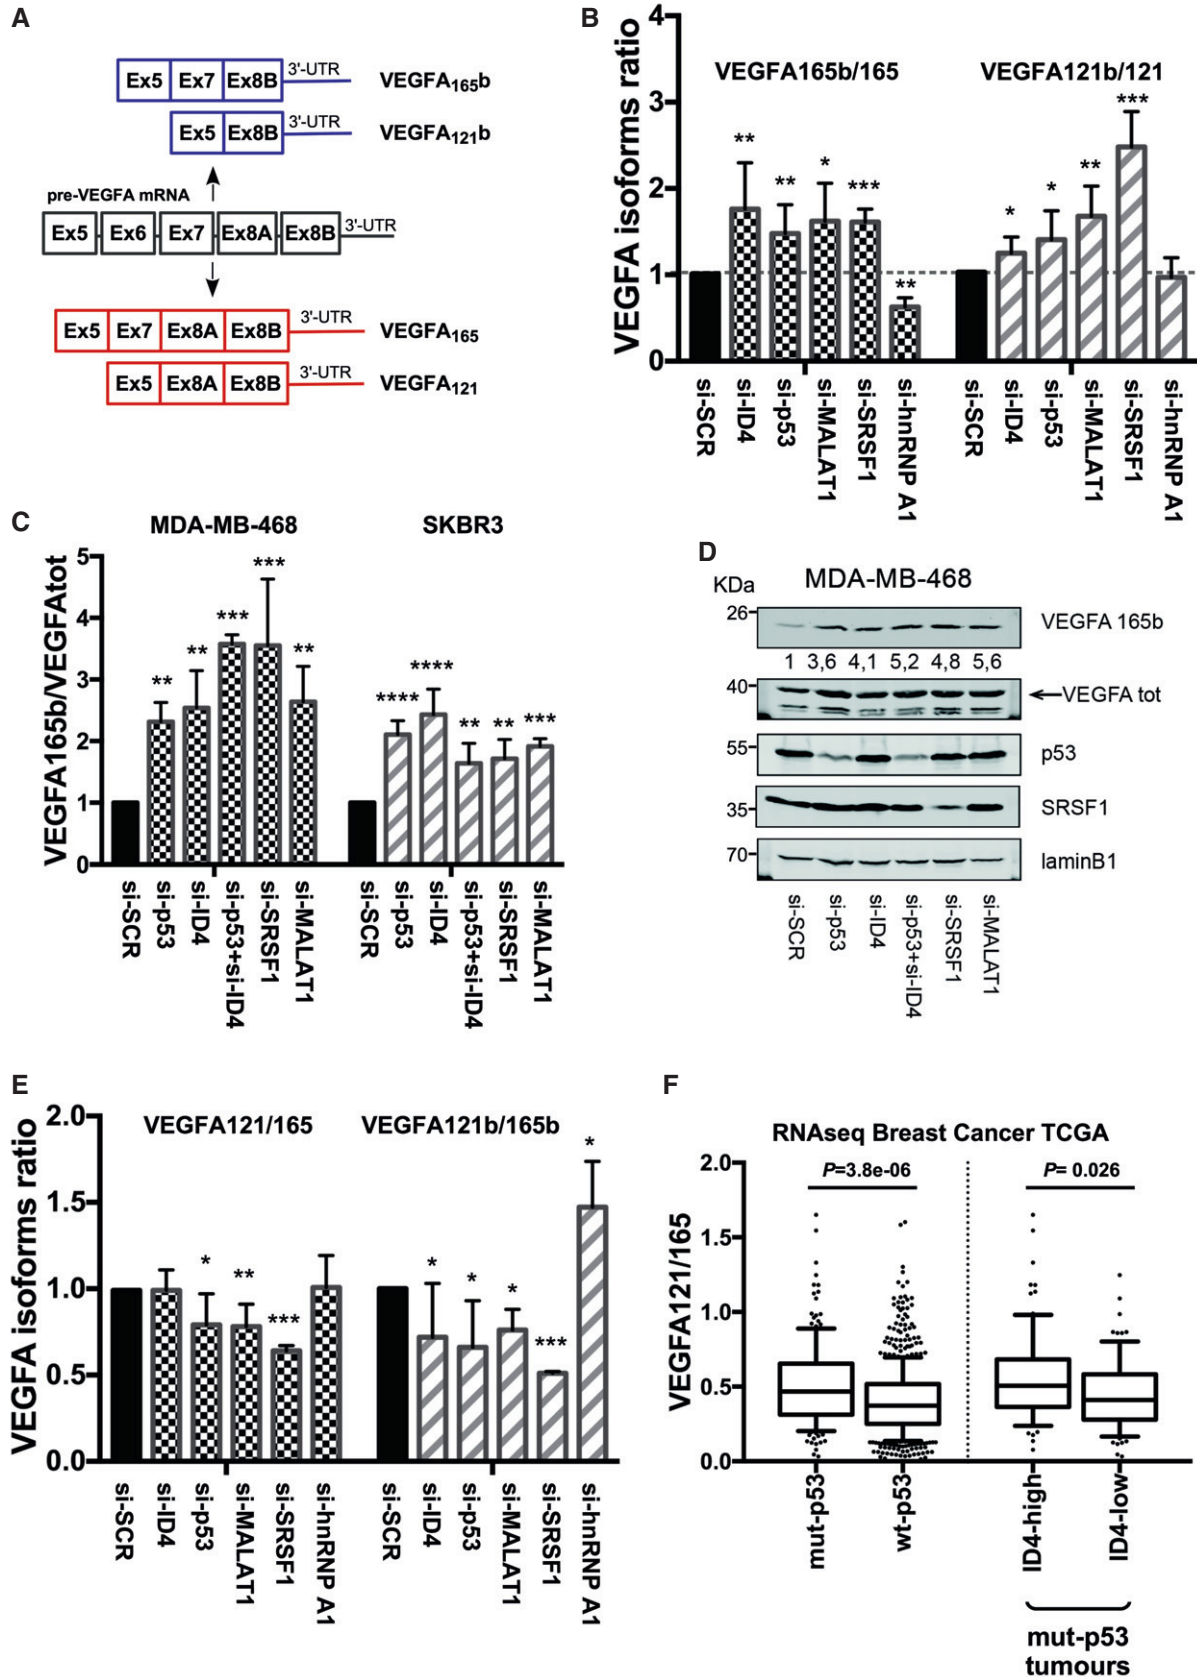 A
Ex5 Ex7 Ex8B 3'-UTR VEGFA165b
Ex5 Ex8B 3'-UTR VEGFA121b
pre-VEGFA mRNA
Ex5 Ex6 Ex7 Ex8A Ex8B 3'-UTR
Ex5 Ex7 Ex8A Ex8B 3'-UTR VEGFA165
Ex5 Ex8A Ex8B 3'-UTR VEGFA121
B
VEGFA isoforms ratio
4
3
2
1
0
VEGFA165b/165 VEGFA121b/121
** ** * *** ** * * ** ***
si-SCR si-ID4 si-p53 si-MALAT1 si-SRSF1 si-hnRNP A1 si-SCR si-ID4 si-p53 si-MALAT1 si-SRSF1 si-hnRNP A1
C
MDA-MB-468 SKBR3
VEGFA165b/VEGFAtot
5
4
3
2
1
0
** ** *** *** ** **** **** ** ** ***
si-SCR si-p53 si-ID4 si-p53+si-ID4 si-SRSF1 si-MALAT1 si-SCR si-p53 si-ID4 si-p53+si-ID4 si-SRSF1 si-MALAT1
D
KDa MDA-MB-468
26 VEGFA 165b
1 3,6 4,1 5,2 4,8 5,6
40 VEGFA tot
55 p53
35 SRSF1
70 laminB1
si-SCR si-p53 si-ID4 si-p53+si-ID4 si-SRSF1 si-MALAT1
E
VEGFA isoforms ratio
2.0
1.5
1.0
0.5
0.0
VEGFA121/165 VEGFA121b/165b
* ** *** * * * *** *
si-SCR si-ID4 si-p53 si-MALAT1 si-SRSF1 si-hnRNP A1 si-SCR si-ID4 si-p53 si-MALAT1 si-SRSF1 si-hnRNP A1
F
RNAseq Breast Cancer TCGA
P=3.8e-06 P= 0.026
VEGFA121/165
2.0
1.5
1.0
0.5
0.0
mut-p53 wt-p53 ID4-high ID4-low
mut-p53
tumours